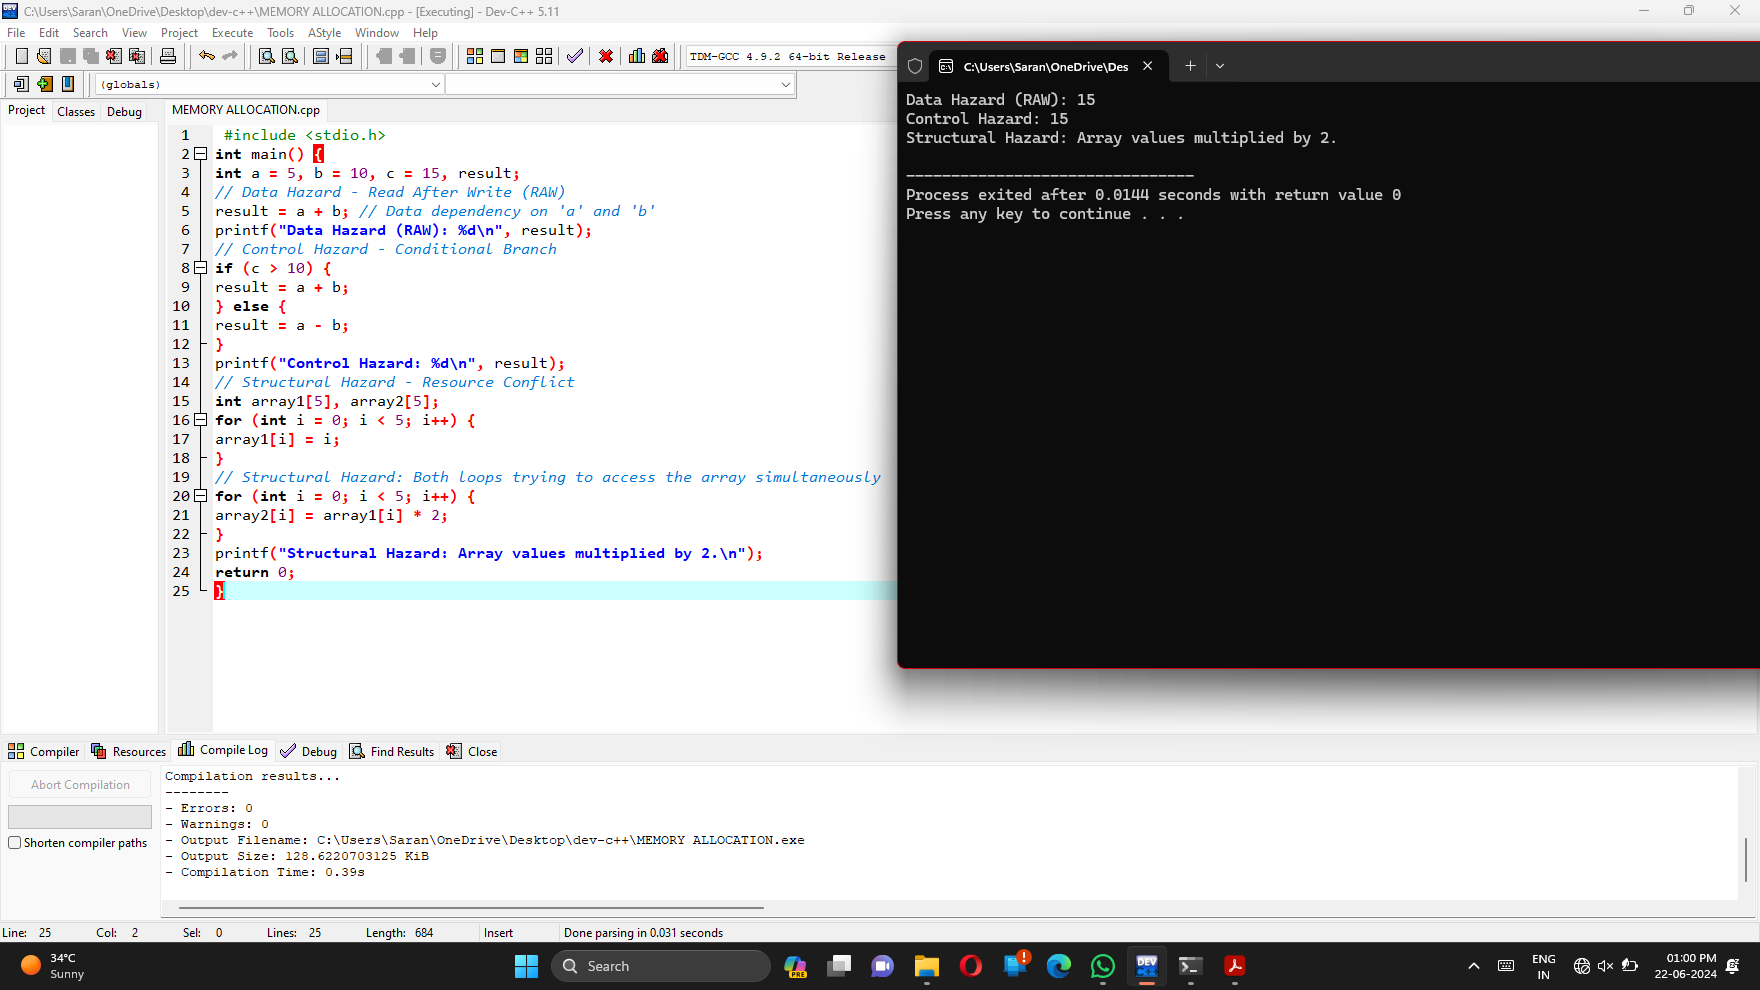 C:\Users\Saran\OneDrive\Desktop\dev-c++\MEMORY ALLOCATION.cpp - [Executing] - Dev-C++ 5.11
File Edit Search View Project Execute Tools AStyle Window Help
TDM-GCC 4.9.2 64-bit Release
(globals)
Project Classes Debug
MEMORY ALLOCATION.cpp
1 #include <stdio.h>
2 int main() {
3 int a = 5, b = 10, c = 15, result;
4 // Data Hazard - Read After Write (RAW)
5 result = a + b; // Data dependency on 'a' and 'b'
6 printf("Data Hazard (RAW): %d\n", result);
7 // Control Hazard - Conditional Branch
8 if (c > 10) {
9 result = a + b;
10 } else {
11 result = a - b;
12 }
13 printf("Control Hazard: %d\n", result);
14 // Structural Hazard - Resource Conflict
15 int array1[5], array2[5];
16 for (int i = 0; i < 5; i++) {
17 array1[i] = i;
18 }
19 // Structural Hazard: Both loops trying to access the array simultaneously
20 for (int i = 0; i < 5; i++) {
21 array2[i] = array1[i] * 2;
22 }
23 printf("Structural Hazard: Array values multiplied by 2.\n");
24 return 0;
25 }
C:\Users\Saran\OneDrive\Des
Data Hazard (RAW): 15
Control Hazard: 15
Structural Hazard: Array values multiplied by 2.
--------------------------------
Process exited after 0.0144 seconds with return value 0
Press any key to continue . . .
Compiler Resources Compile Log Debug Find Results Close
Abort Compilation
Shorten compiler paths
Compilation results...
--------
- Errors: 0
- Warnings: 0
- Output Filename: C:\Users\Saran\OneDrive\Desktop\dev-c++\MEMORY ALLOCATION.exe
- Output Size: 128.6220703125 KiB
- Compilation Time: 0.39s
Line: 25 Col: 2 Sel: 0 Lines: 25 Length: 684 Insert Done parsing in 0.031 seconds
34°C
Sunny
Search
PRE
DEV
ENG
IN
01:00 PM
22-06-2024